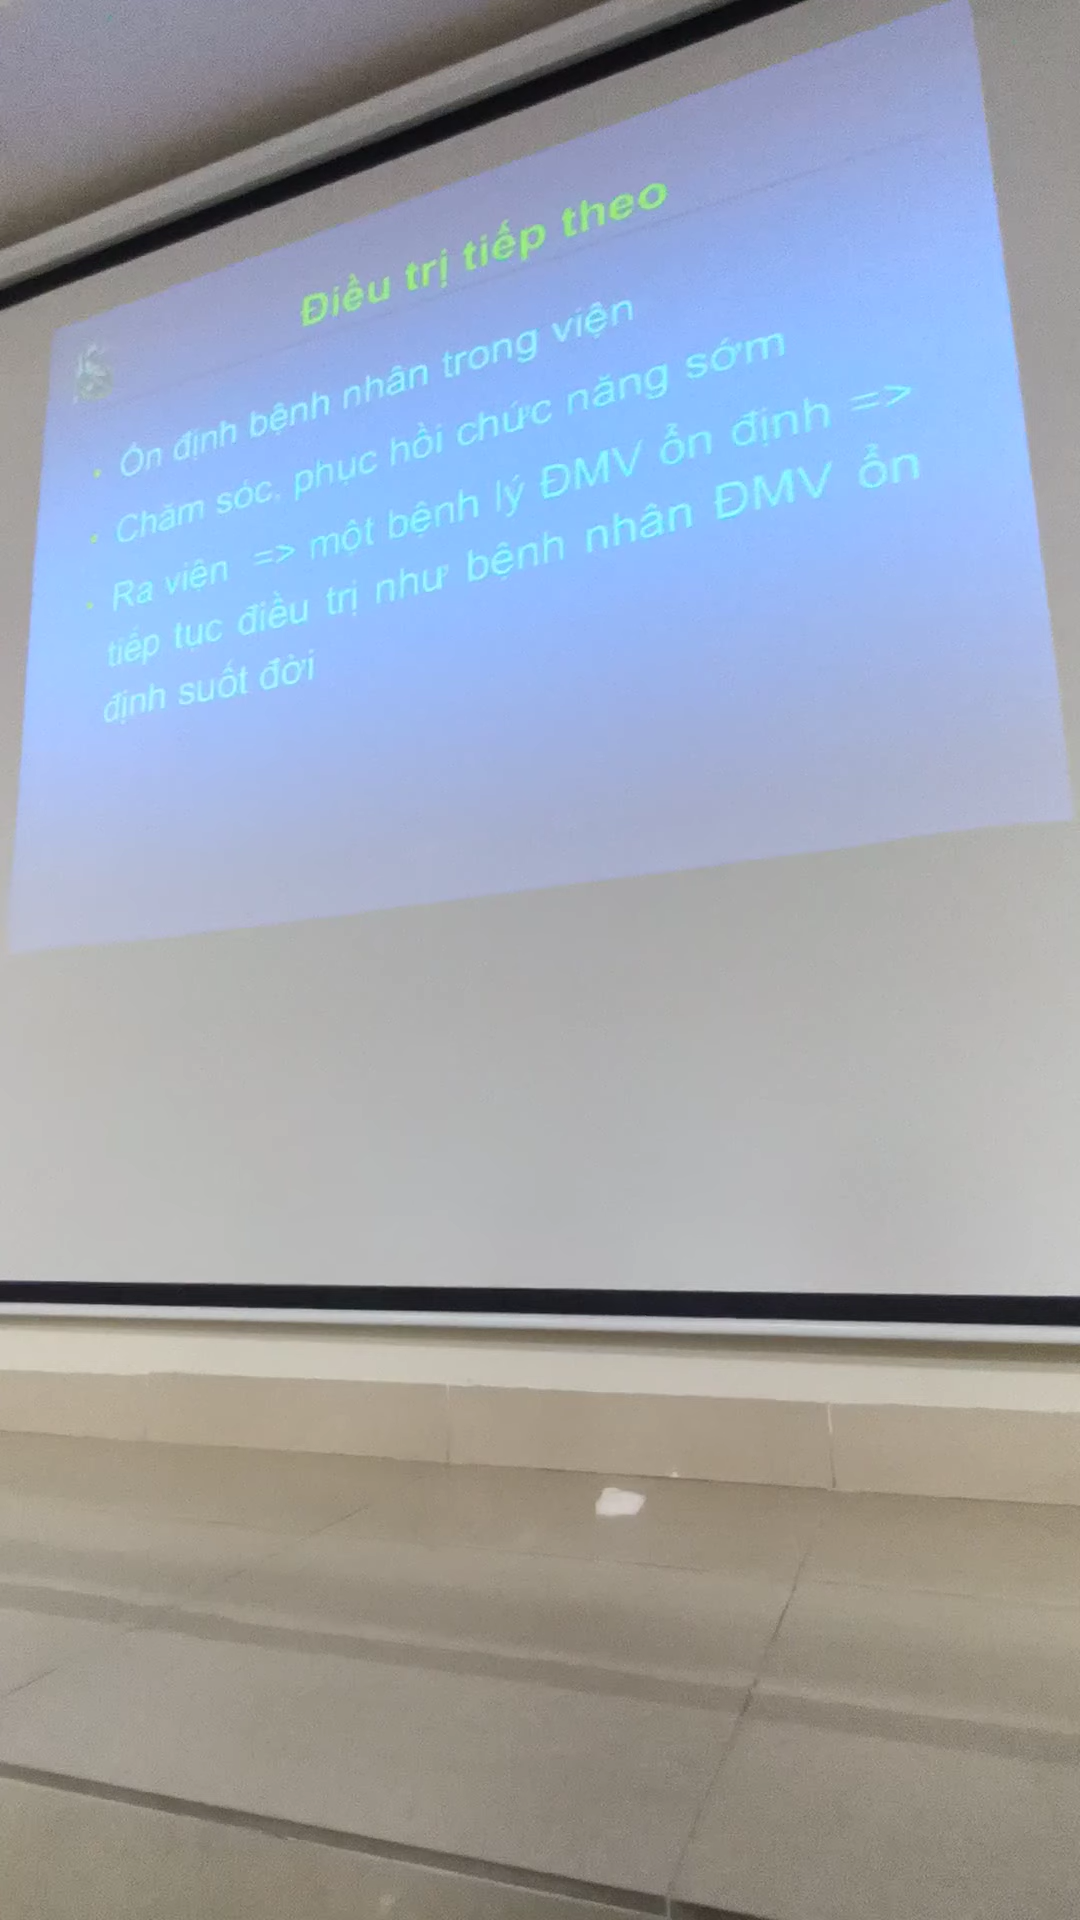 Điều trị tiếp theo
• Ổn định bệnh nhân trong viện
• Chăm sóc, phục hồi chức năng sớm
• Ra viện => một bệnh lý ĐMV ổn định =>
tiếp tục điều trị như bệnh nhân ĐMV ổn
định suốt đời